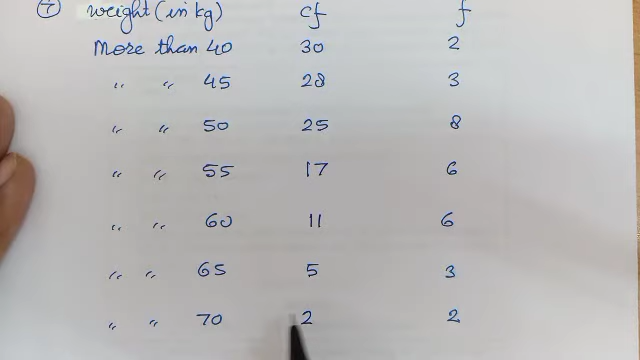 7 weight (in kg) cf f
More than 40 30 2
" " 45 28 3
" " 50 25 8
" " 55 17 6
" " 60 11 6
" " 65 5 3
" " 70 2 2